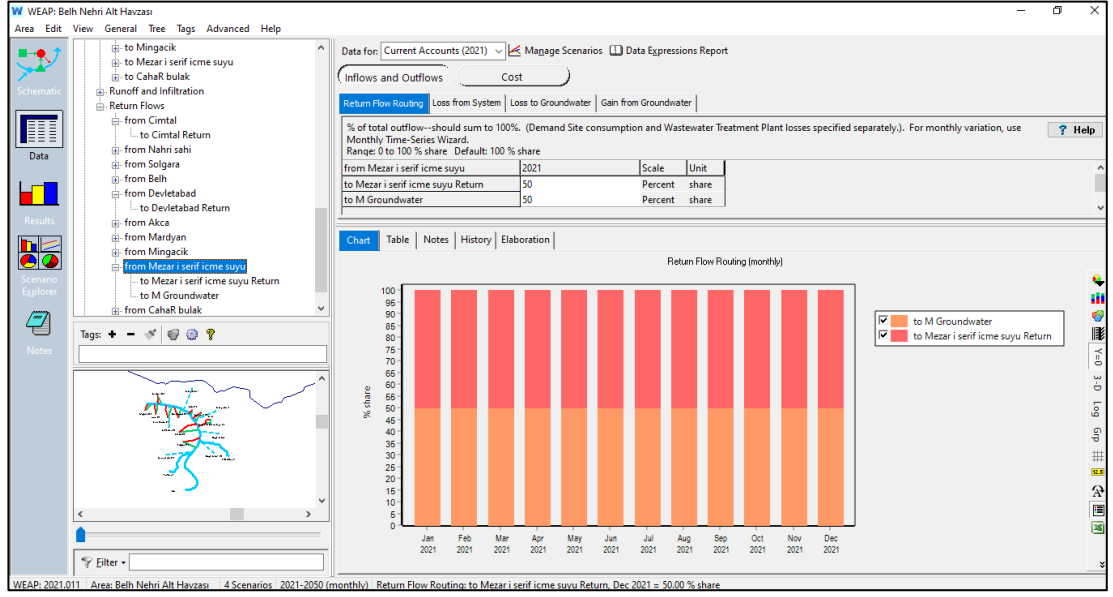 W WEAP: Belh Nehri Alt Havzası
Area Edit View General Tree Tags Advanced Help
Schematic
Data
Results
Scenario
Explorer
Notes
to Mingacik
to Mezar i serif icme suyu
to CahaR bulak
Runoff and Infiltration
Return Flows
from Cimtal
to Cimtal Return
from Nahri sahi
from Solgara
from Belh
from Devletabad
to Devletabad Return
from Akca
from Mardyan
from Mingacik
from Mezar i serif icme suyu
to Mezar i serif icme suyu Return
to M Groundwater
from CahaR bulak
Tags:
Filter
Data for: Current Accounts (2021) Manage Scenarios Data Expressions Report
Inflows and Outflows Cost
Return Flow Routing Loss from System Loss to Groundwater Gain from Groundwater
% of total outflow--should sum to 100%. (Demand Site consumption and Wastewater Treatment Plant losses specified separately.). For monthly variation, use
Monthly Time-Series Wizard.
Range: 0 to 100 % share Default: 100 % share
? Help
from Mezar i serif icme suyu 2021 Scale Unit
to Mezar i serif icme suyu Return 50 Percent share
to M Groundwater 50 Percent share
Chart Table Notes History Elaboration
Return Flow Routing (monthly)
% share
100
95
90
85
80
75
70
65
60
55
50
45
40
35
30
25
20
15
10
5
0
Jan Feb Mar Apr May Jun Jul Aug Sep Oct Nov Dec
2021 2021 2021 2021 2021 2021 2021 2021 2021 2021 2021 2021
to M Groundwater
to Mezar i serif icme suyu Return
Y=0
3-D
Log
Grp
12.5
WEAP: 2021.011 Area: Belh Nehri Alt Havzası 4 Scenarios 2021-2050 (monthly) Return Flow Routing: to Mezar i serif icme suyu Return, Dec 2021 = 50.00 % share